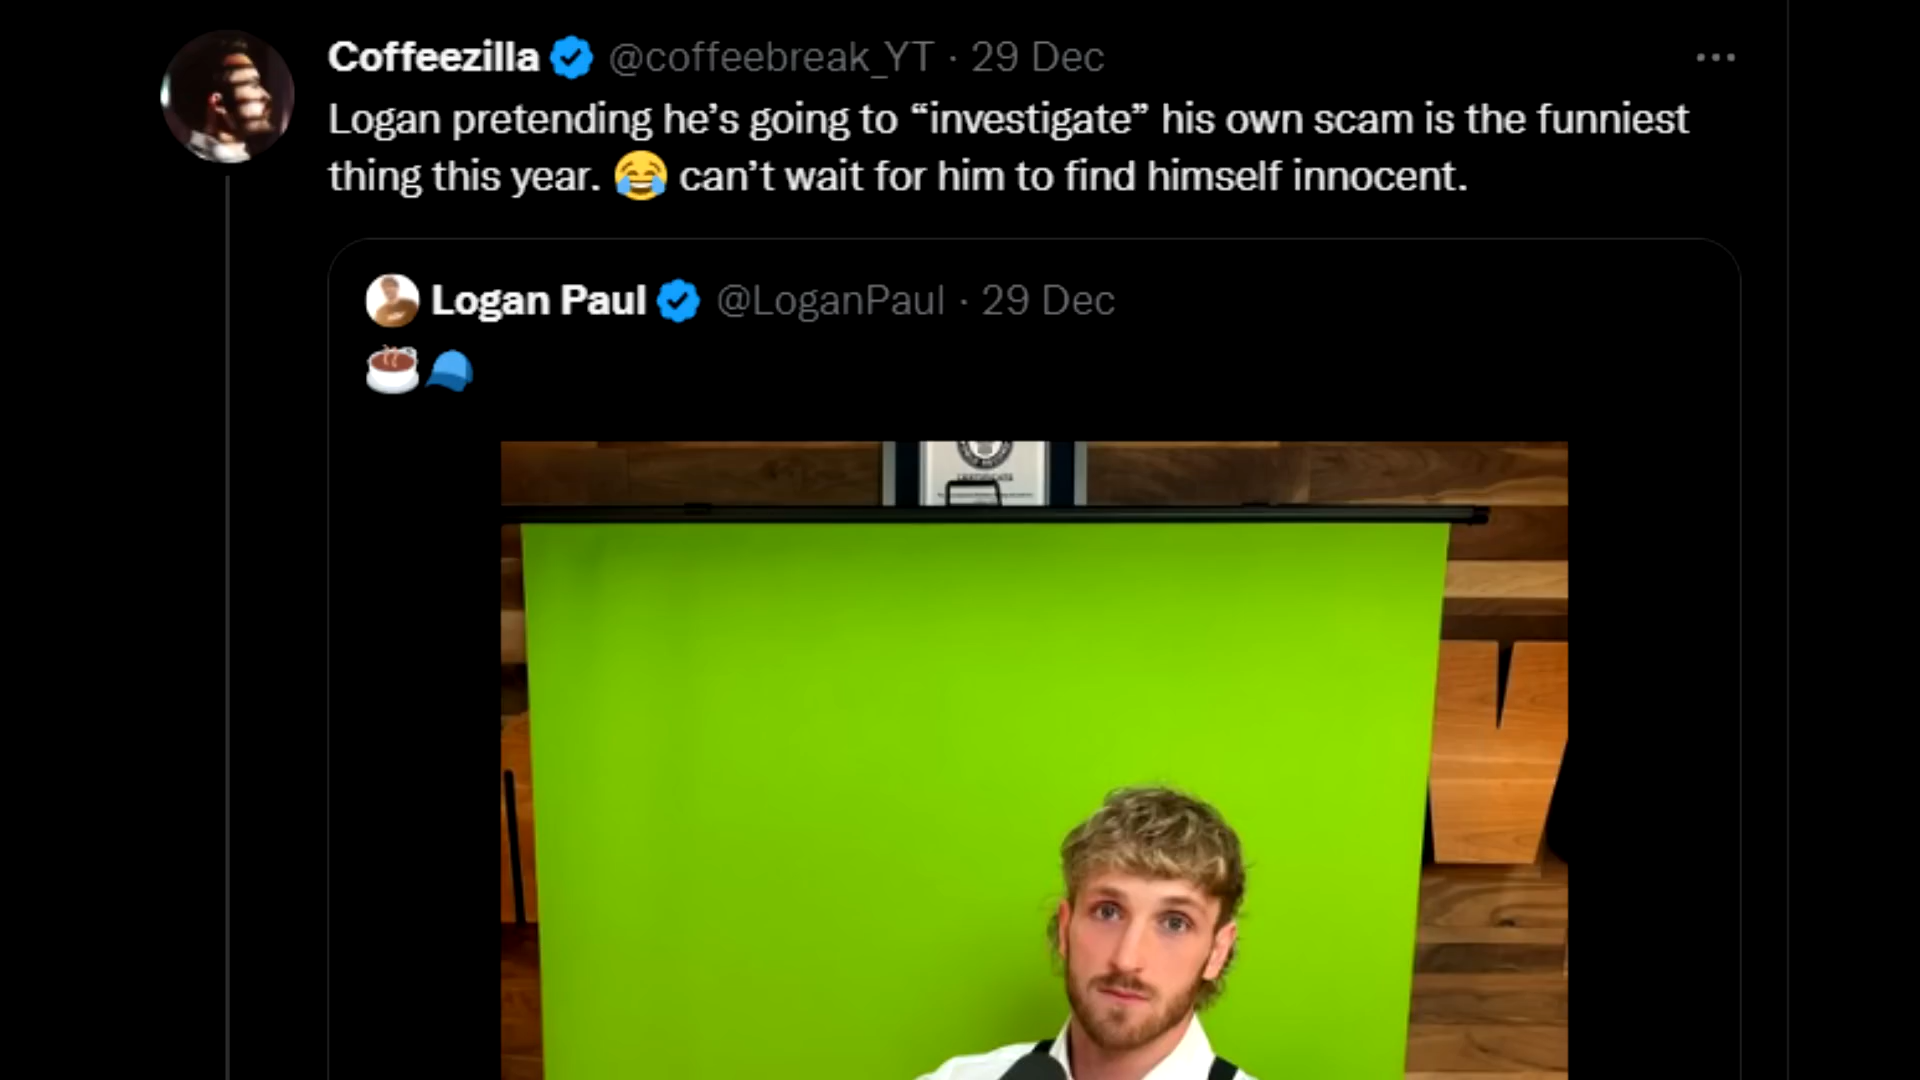 Coffeezilla @coffeebreak_YT · 29 Dec
Logan pretending he’s going to “investigate” his own scam is the funniest
thing this year. 😂 can’t wait for him to find himself innocent.
Logan Paul @LoganPaul · 29 Dec
☕🧢
CERTIFICATE